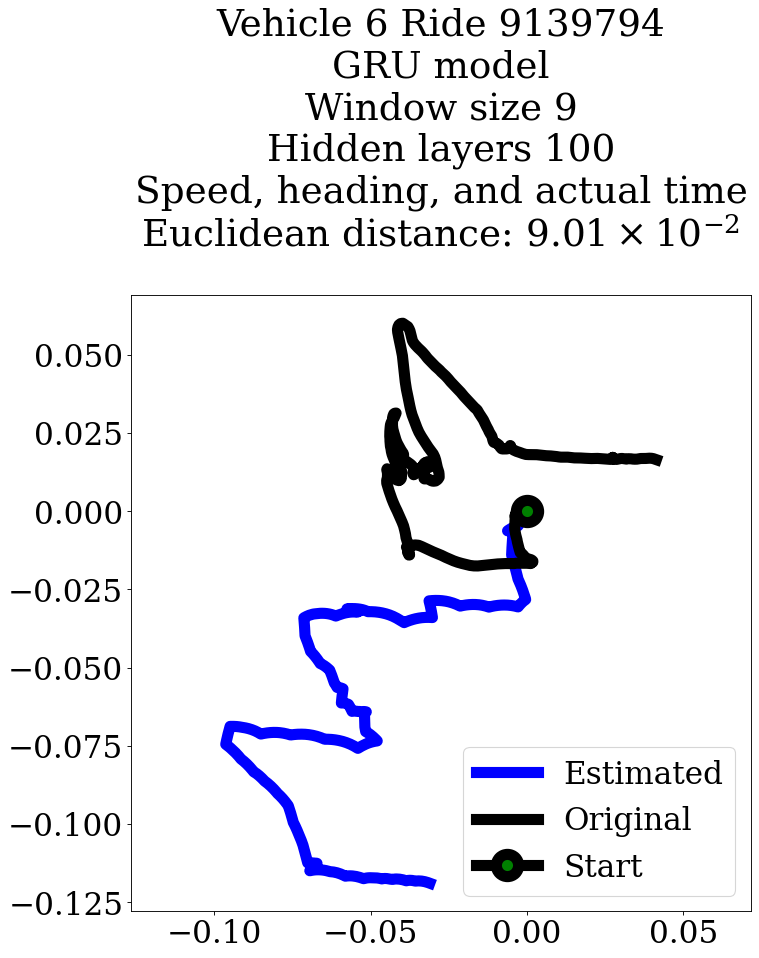 Vehicle 6 Ride 9139794
GRU model
Window size 9
Hidden layers 100
Speed, heading, and actual time
Euclidean distance: 9.01 × 10⁻²
0.050
0.025
0.000
−0.025
−0.050
−0.075
−0.100
−0.125
Estimated
Original
Start
−0.10
−0.05
0.00
0.05